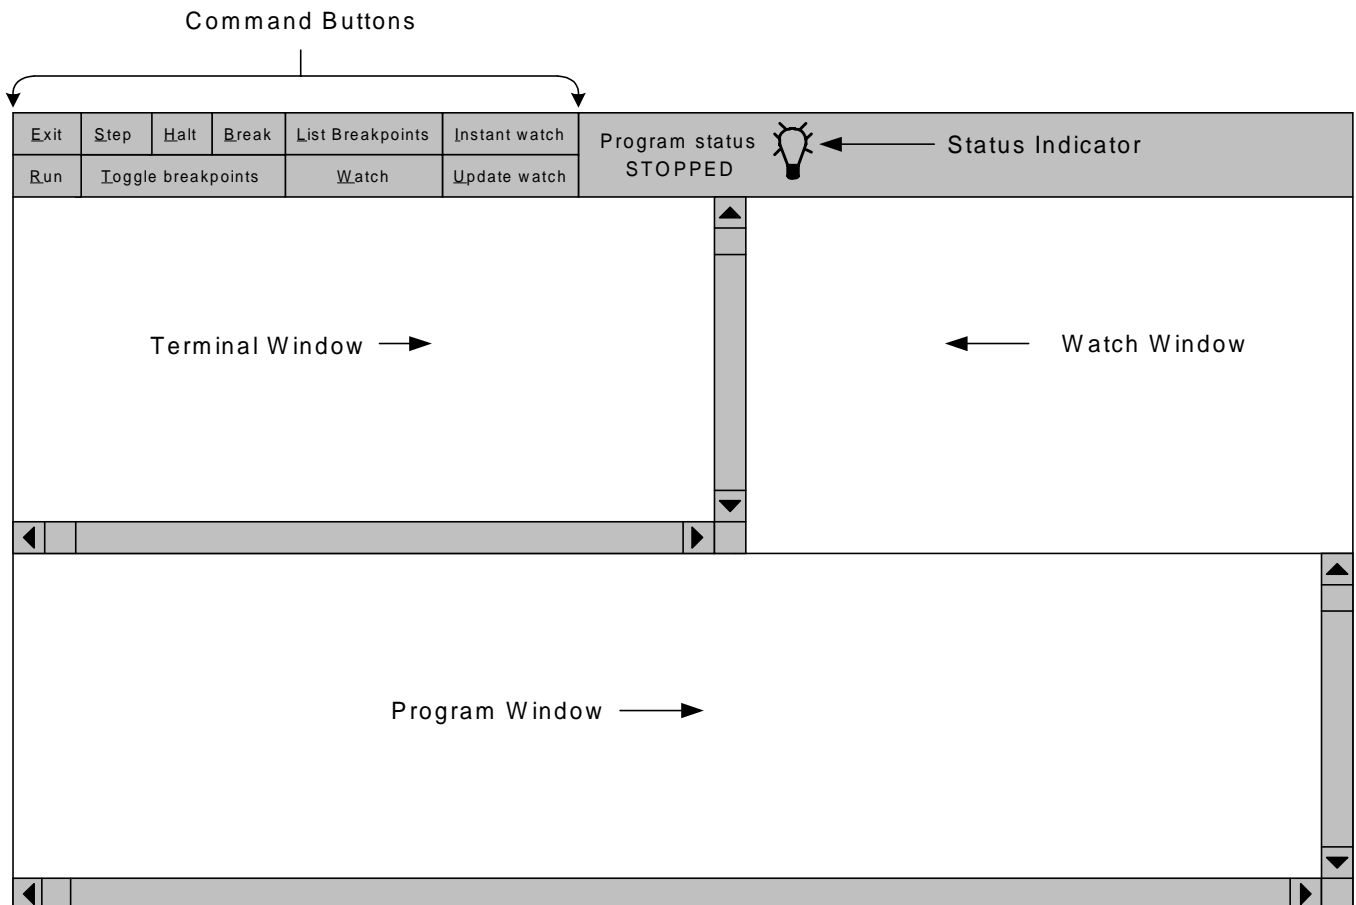 Command Buttons
Exit Step Halt Break List Breakpoints Instant watch
Run Toggle breakpoints Watch Update watch
Program status
STOPPED
Status Indicator
Terminal Window
Watch Window
Program Window